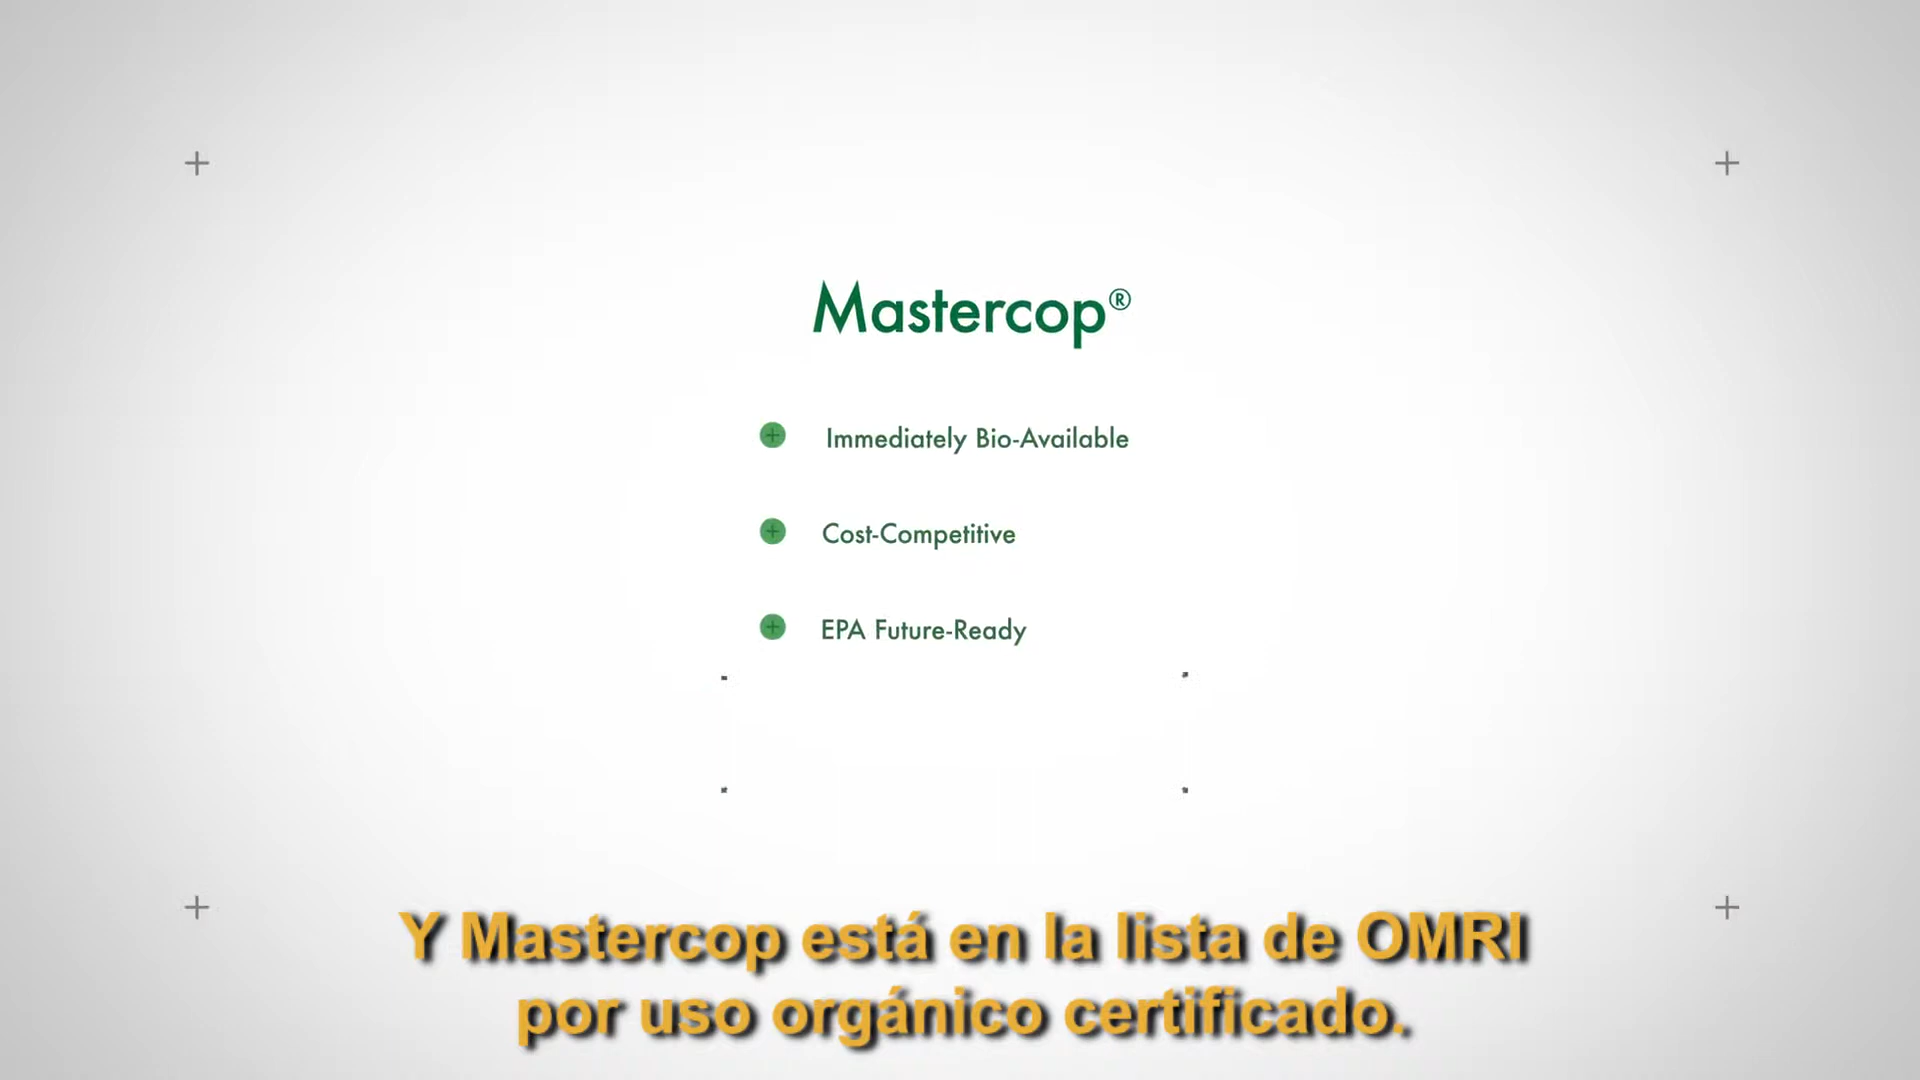 Mastercop®
Immediately Bio-Available
Cost-Competitive
EPA Future-Ready
Y Mastercop está en la lista de OMRI
por uso orgánico certificado.